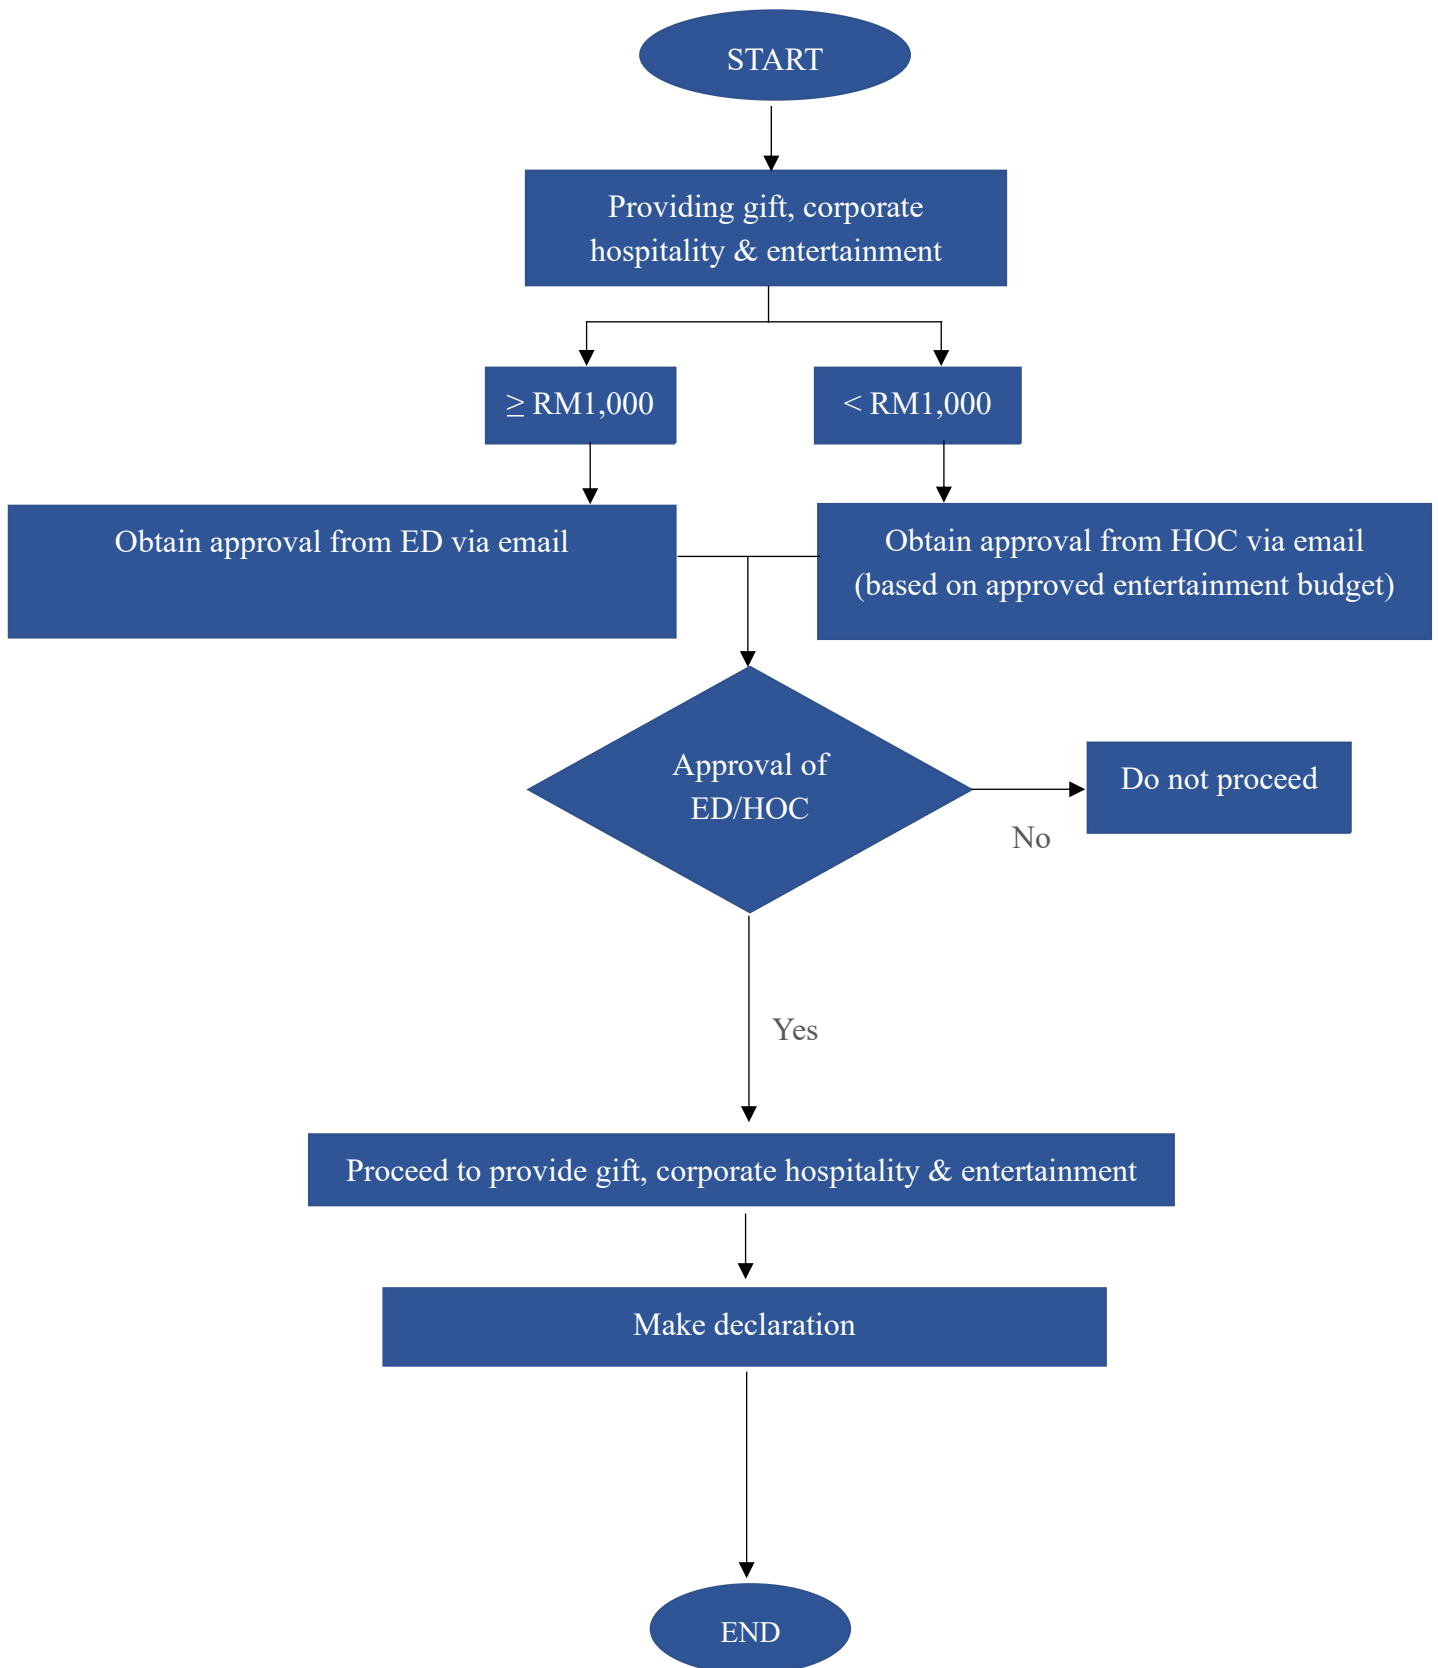 START
Providing gift, corporate
hospitality & entertainment
≥ RM1,000
< RM1,000
Obtain approval from ED via email
Obtain approval from HOC via email
(based on approved entertainment budget)
Approval of
ED/HOC
Do not proceed
No
Yes
Proceed to provide gift, corporate hospitality & entertainment
Make declaration
END